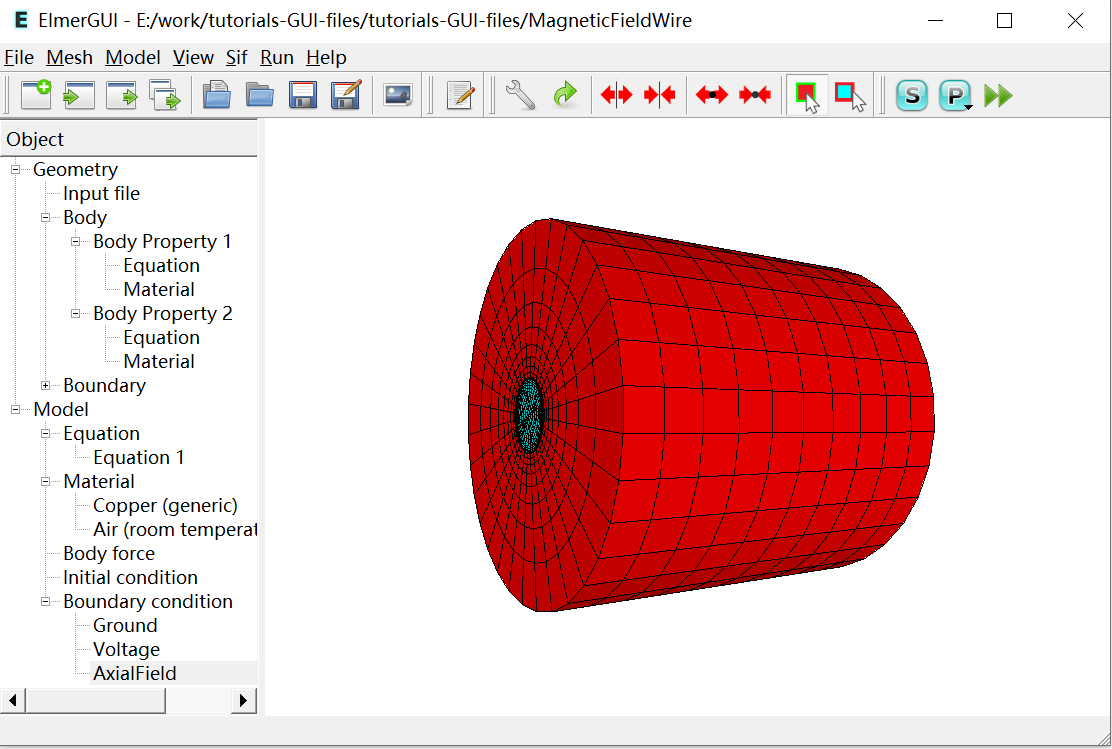 E ElmerGUI - E:/work/tutorials-GUI-files/tutorials-GUI-files/MagneticFieldWire
File Mesh Model View Sif Run Help
S P
Object
Geometry
Input file
Body
Body Property 1
Equation
Material
Body Property 2
Equation
Material
Boundary
Model
Equation
Equation 1
Material
Copper (generic)
Air (room temperat
Body force
Initial condition
Boundary condition
Ground
Voltage
AxialField